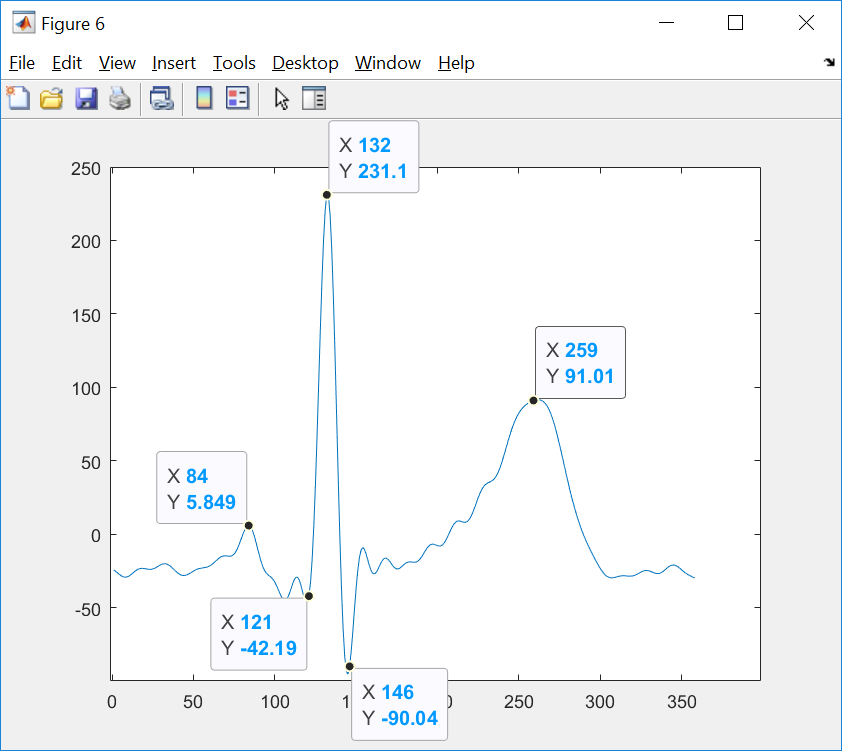 Figure 6
File Edit View Insert Tools Desktop Window Help
X 132
Y 231.1
250
200
150
X 259
Y 91.01
100
50
X 84
Y 5.849
0
X 121
Y -42.19
-50
X 146
Y -90.04
0 50 100 250 300 350